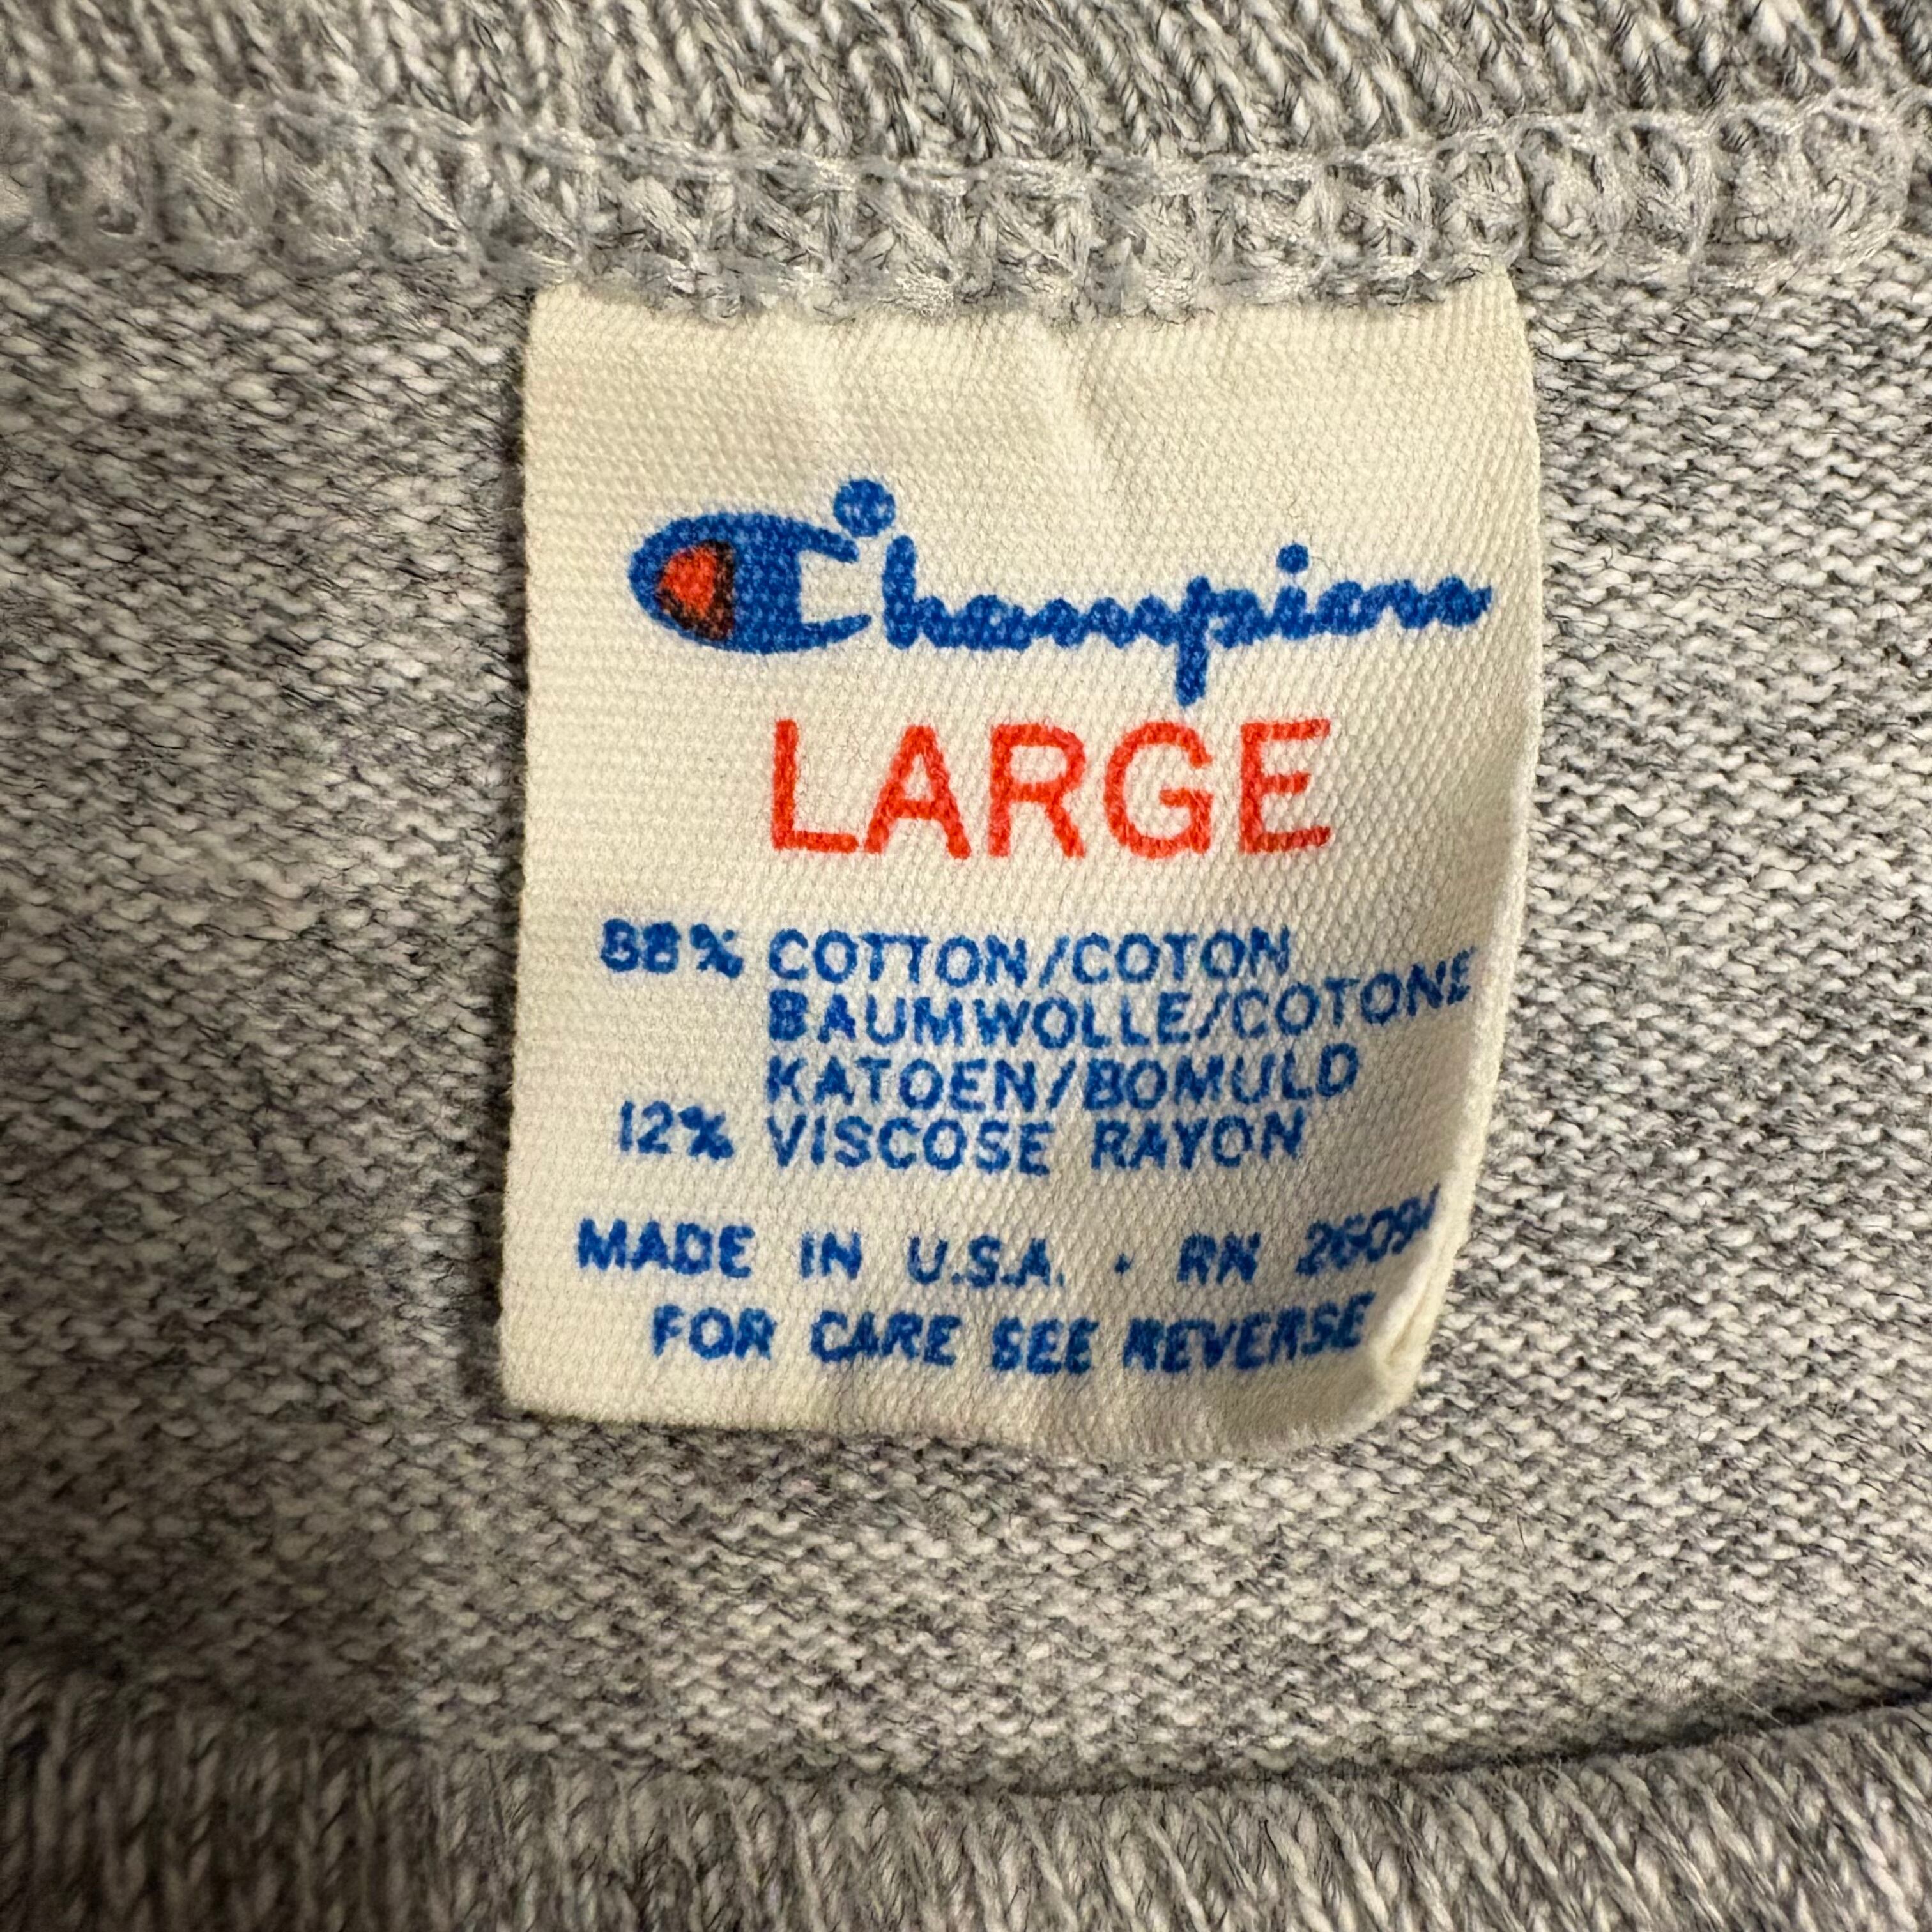 Champion
LARGE
88% COTTON/COTON
BAUMWOLLE/COTONE
KATOEN/BOMULD
12% VISCOSE RAYON
MADE IN U.S.A. · RN 26094
FOR CARE SEE REVERSE